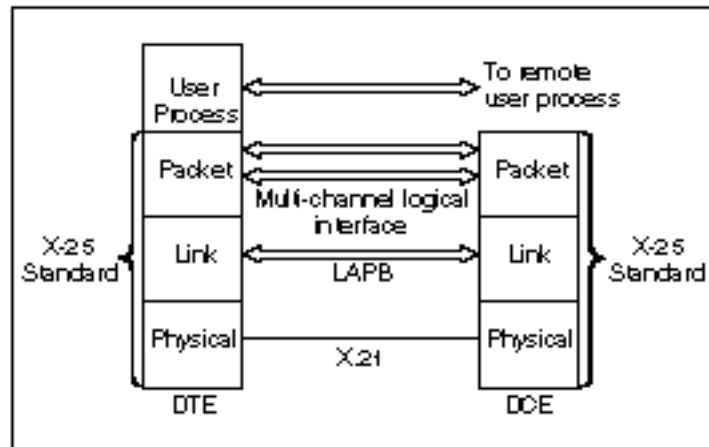 User
Process
To remote
user process
Packet
Packet
Multi-channel logical
interface
X-25
Standard
Link
LAPB
Link
X-25
Standard
Physical
X.21
Physical
DTE
DCE